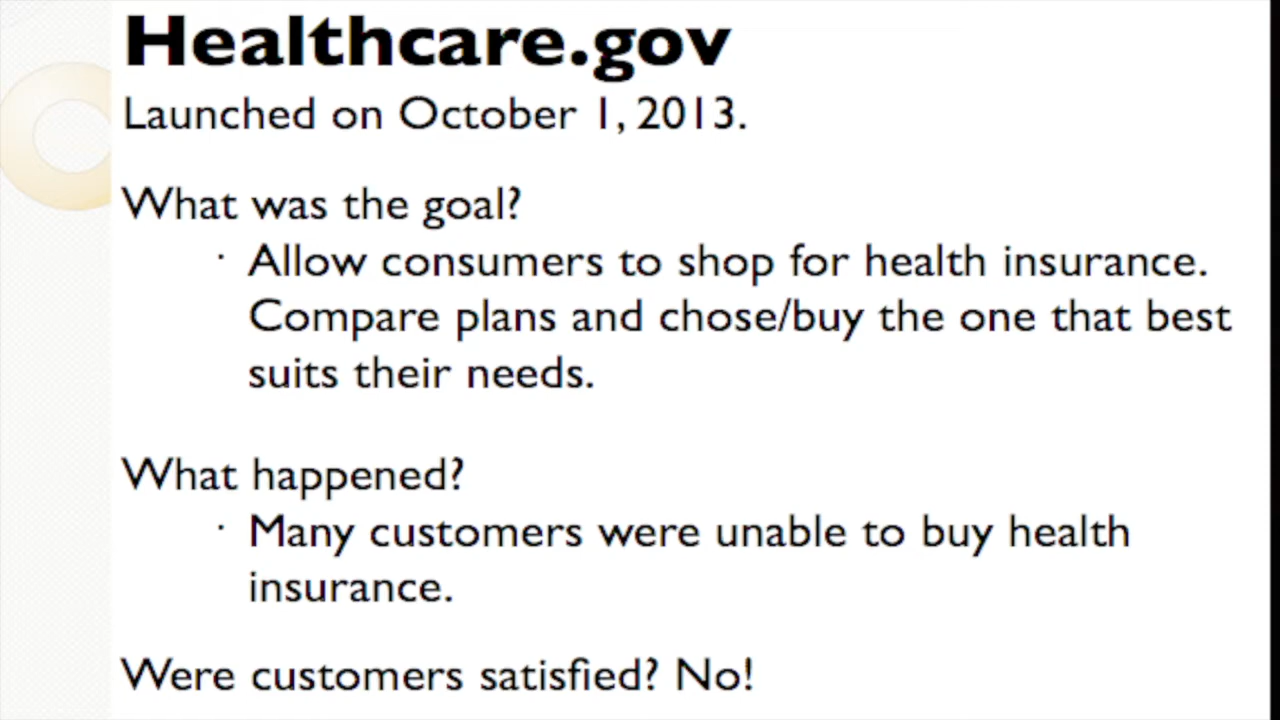 Healthcare.gov
Launched on October 1, 2013.
What was the goal?
· Allow consumers to shop for health insurance.
Compare plans and chose/buy the one that best
suits their needs.
What happened?
· Many customers were unable to buy health
insurance.
Were customers satisfied? No!